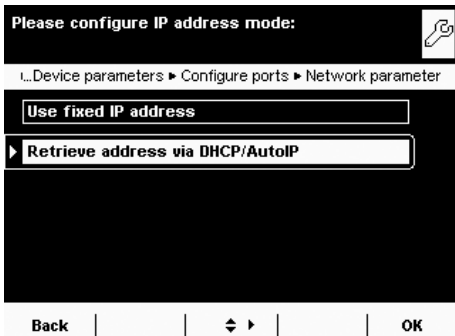 Please configure IP address mode:
...Device parameters ▸ Configure ports ▸ Network parameter
Use fixed IP address
Retrieve address via DHCP/AutoIP
Back OK